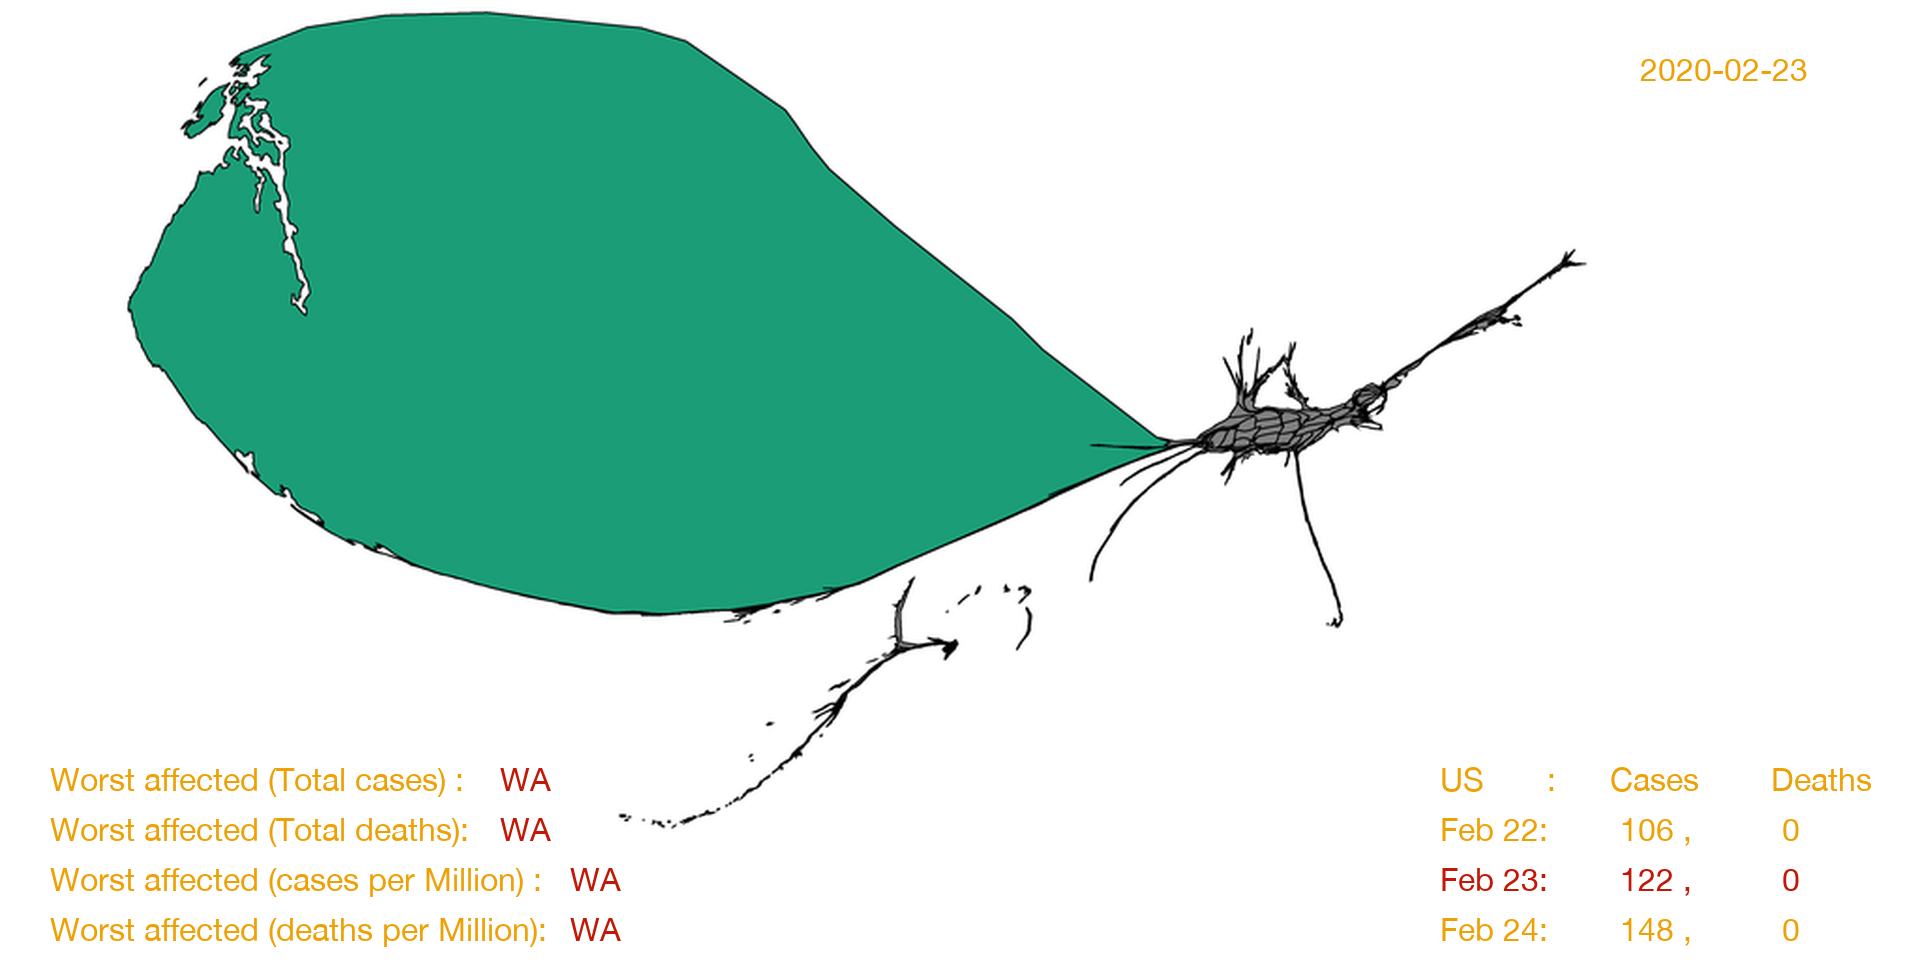 2020-02-23
Worst affected (Total cases) : WA
Worst affected (Total deaths): WA
Worst affected (cases per Million) : WA
Worst affected (deaths per Million): WA
US : Cases Deaths
Feb 22: 106 , 0
Feb 23: 122 , 0
Feb 24: 148 , 0